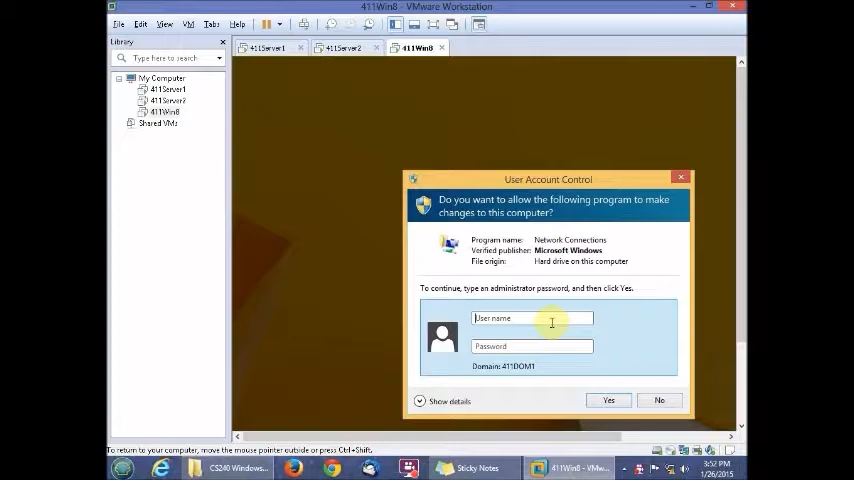 411Win8 - VMware Workstation
File Edit View VM Tabs Help
Library
Type here to search
My Computer
411Server1
411Server2
411Win8
Shared VMs
411Server1
411Server2
411Win8
User Account Control
Do you want to allow the following program to make
changes to this computer?
Program name: Network Connections
Verified publisher: Microsoft Windows
File origin: Hard drive on this computer
To continue, type an administrator password, and then click Yes.
User name
Password
Domain: 411DOM1
Show details
Yes No
To return to your computer, move the mouse pointer outside or press Ctrl+Shift.
CS240 Windows...
Sticky Notes
411Win8 - VMw...
3:52 PM
1/26/2015